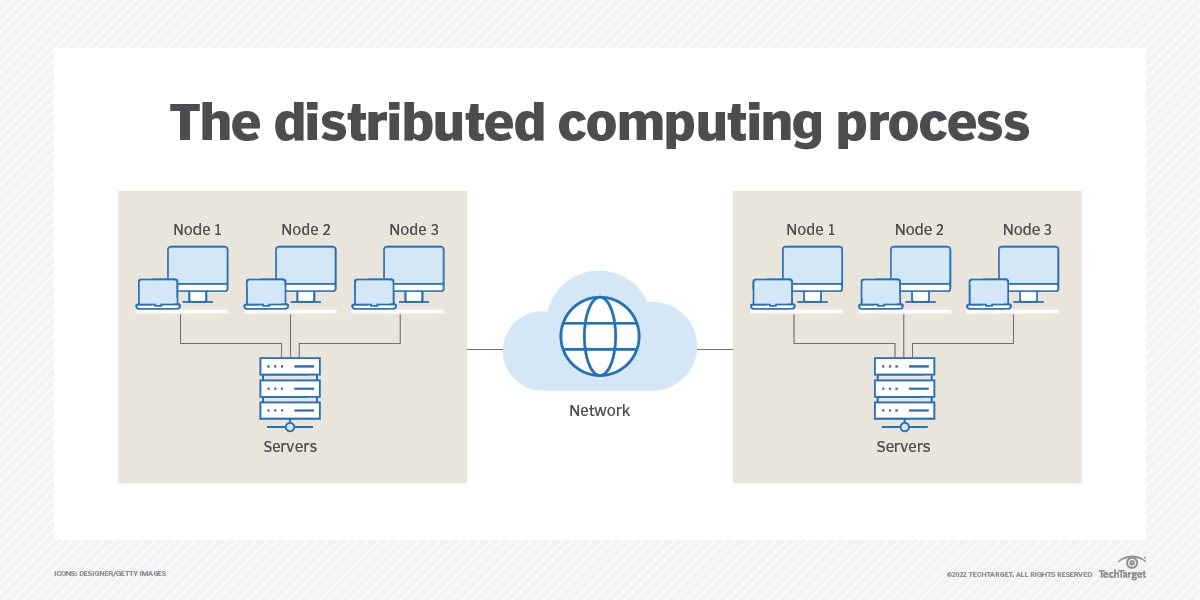 The distributed computing process
Node 1 Node 2 Node 3
Servers
Network
Node 1 Node 2 Node 3
Servers
ICONS: DESIGNER/GETTY IMAGES
©2022 TECHTARGET. ALL RIGHTS RESERVED TechTarget